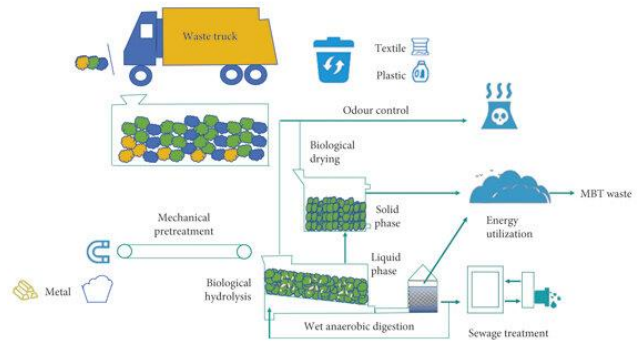 Waste truck
Textile
Plastic
Odour control
Biological
drying
Solid
phase
MBT waste
Energy
utilization
Mechanical
pretreatment
Liquid
phase
Biological
hydrolysis
Metal
Wet anaerobic digestion
Sewage treatment